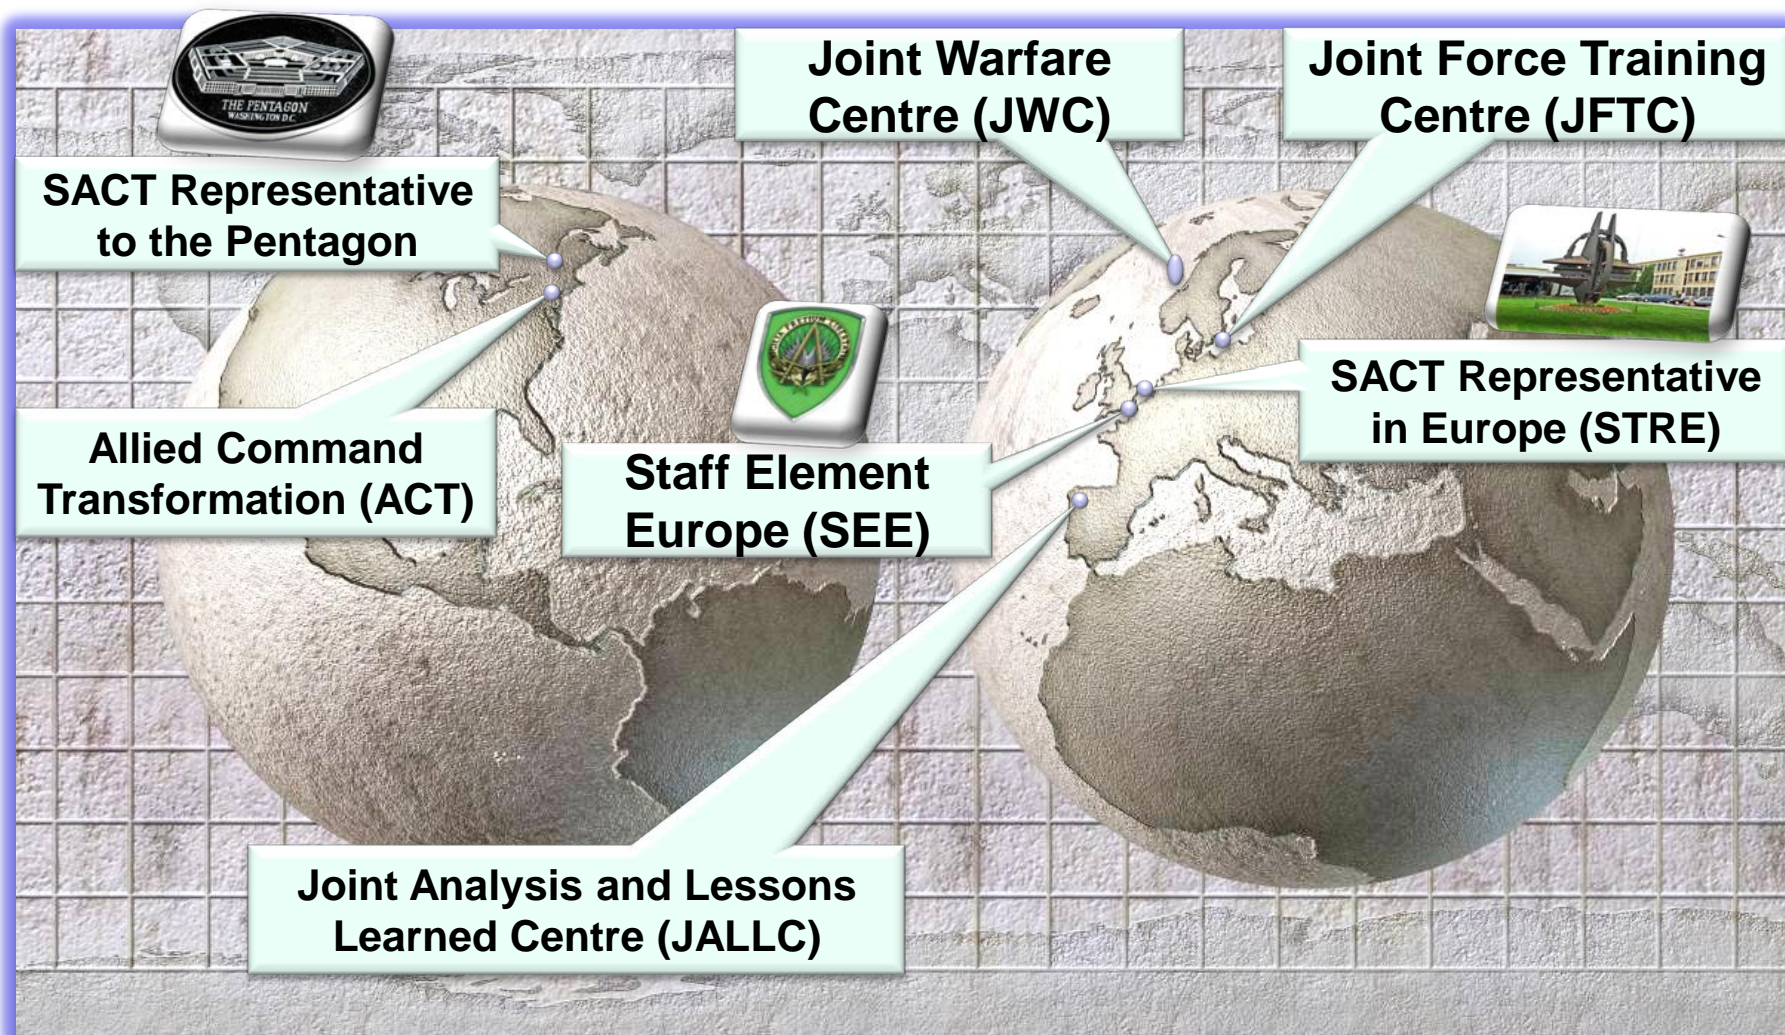 THE PENTAGON
WASHINGTON D.C.
SACT Representative
to the Pentagon
Joint Warfare
Centre (JWC)
Joint Force Training
Centre (JFTC)
Allied Command
Transformation (ACT)
Staff Element
Europe (SEE)
SACT Representative
in Europe (STRE)
Joint Analysis and Lessons
Learned Centre (JALLC)